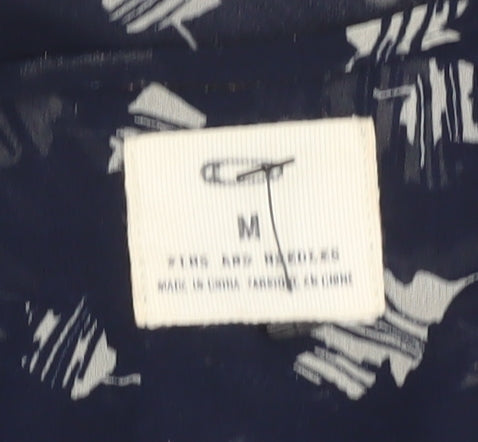 M
PINS AND NEEDLES
MADE IN CHINA FABRIQUÉ EN CHINE